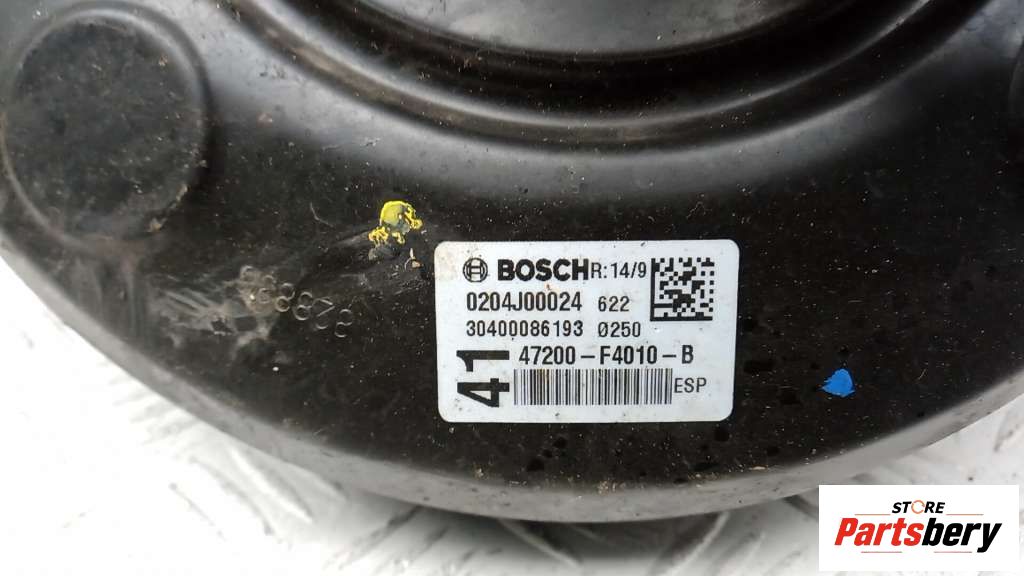 BOSCH R:14/9
0204J00024 622
30400086193 0250
41
47200-F4010-B
ESP
STORE
Partsbery